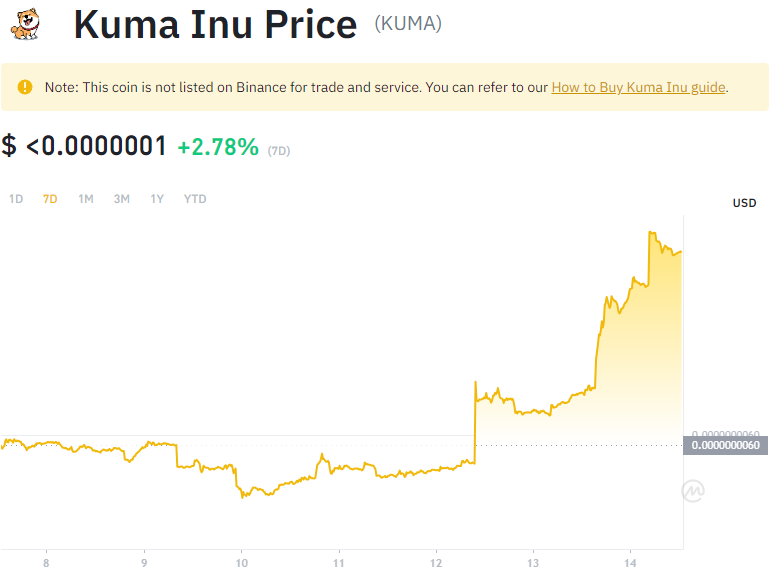 Kuma Inu Price (KUMA)
Note: This coin is not listed on Binance for trade and service. You can refer to our How to Buy Kuma Inu guide.
$ <0.0000001 +2.78% (7D)
1D 7D 1M 3M 1Y YTD
USD
0.0000000060
0.0000000060
8 9 10 11 12 13 14